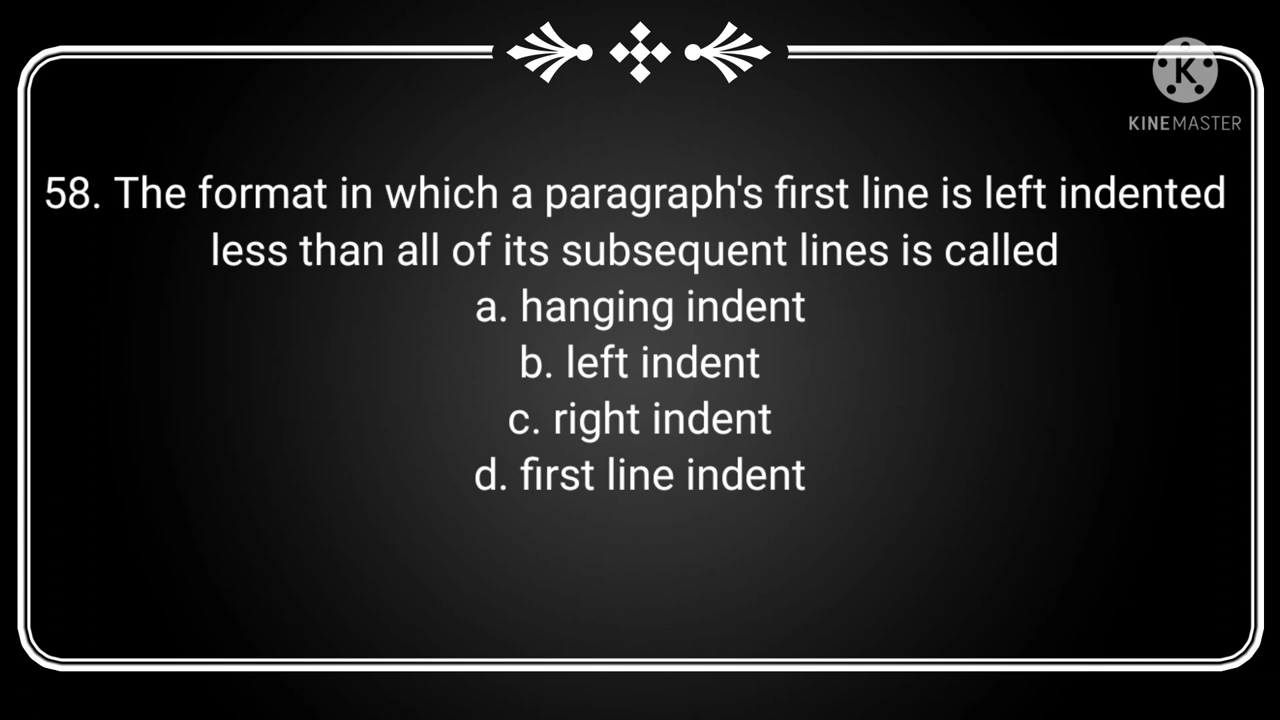 K
KINEMASTER
58. The format in which a paragraph's first line is left indented
less than all of its subsequent lines is called
a. hanging indent
b. left indent
c. right indent
d. first line indent